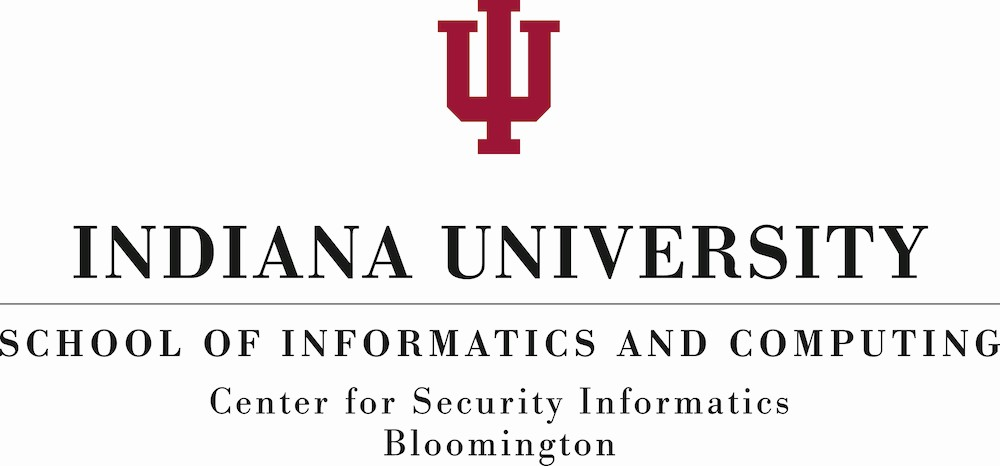 INDIANA UNIVERSITY
SCHOOL OF INFORMATICS AND COMPUTING
Center for Security Informatics
Bloomington